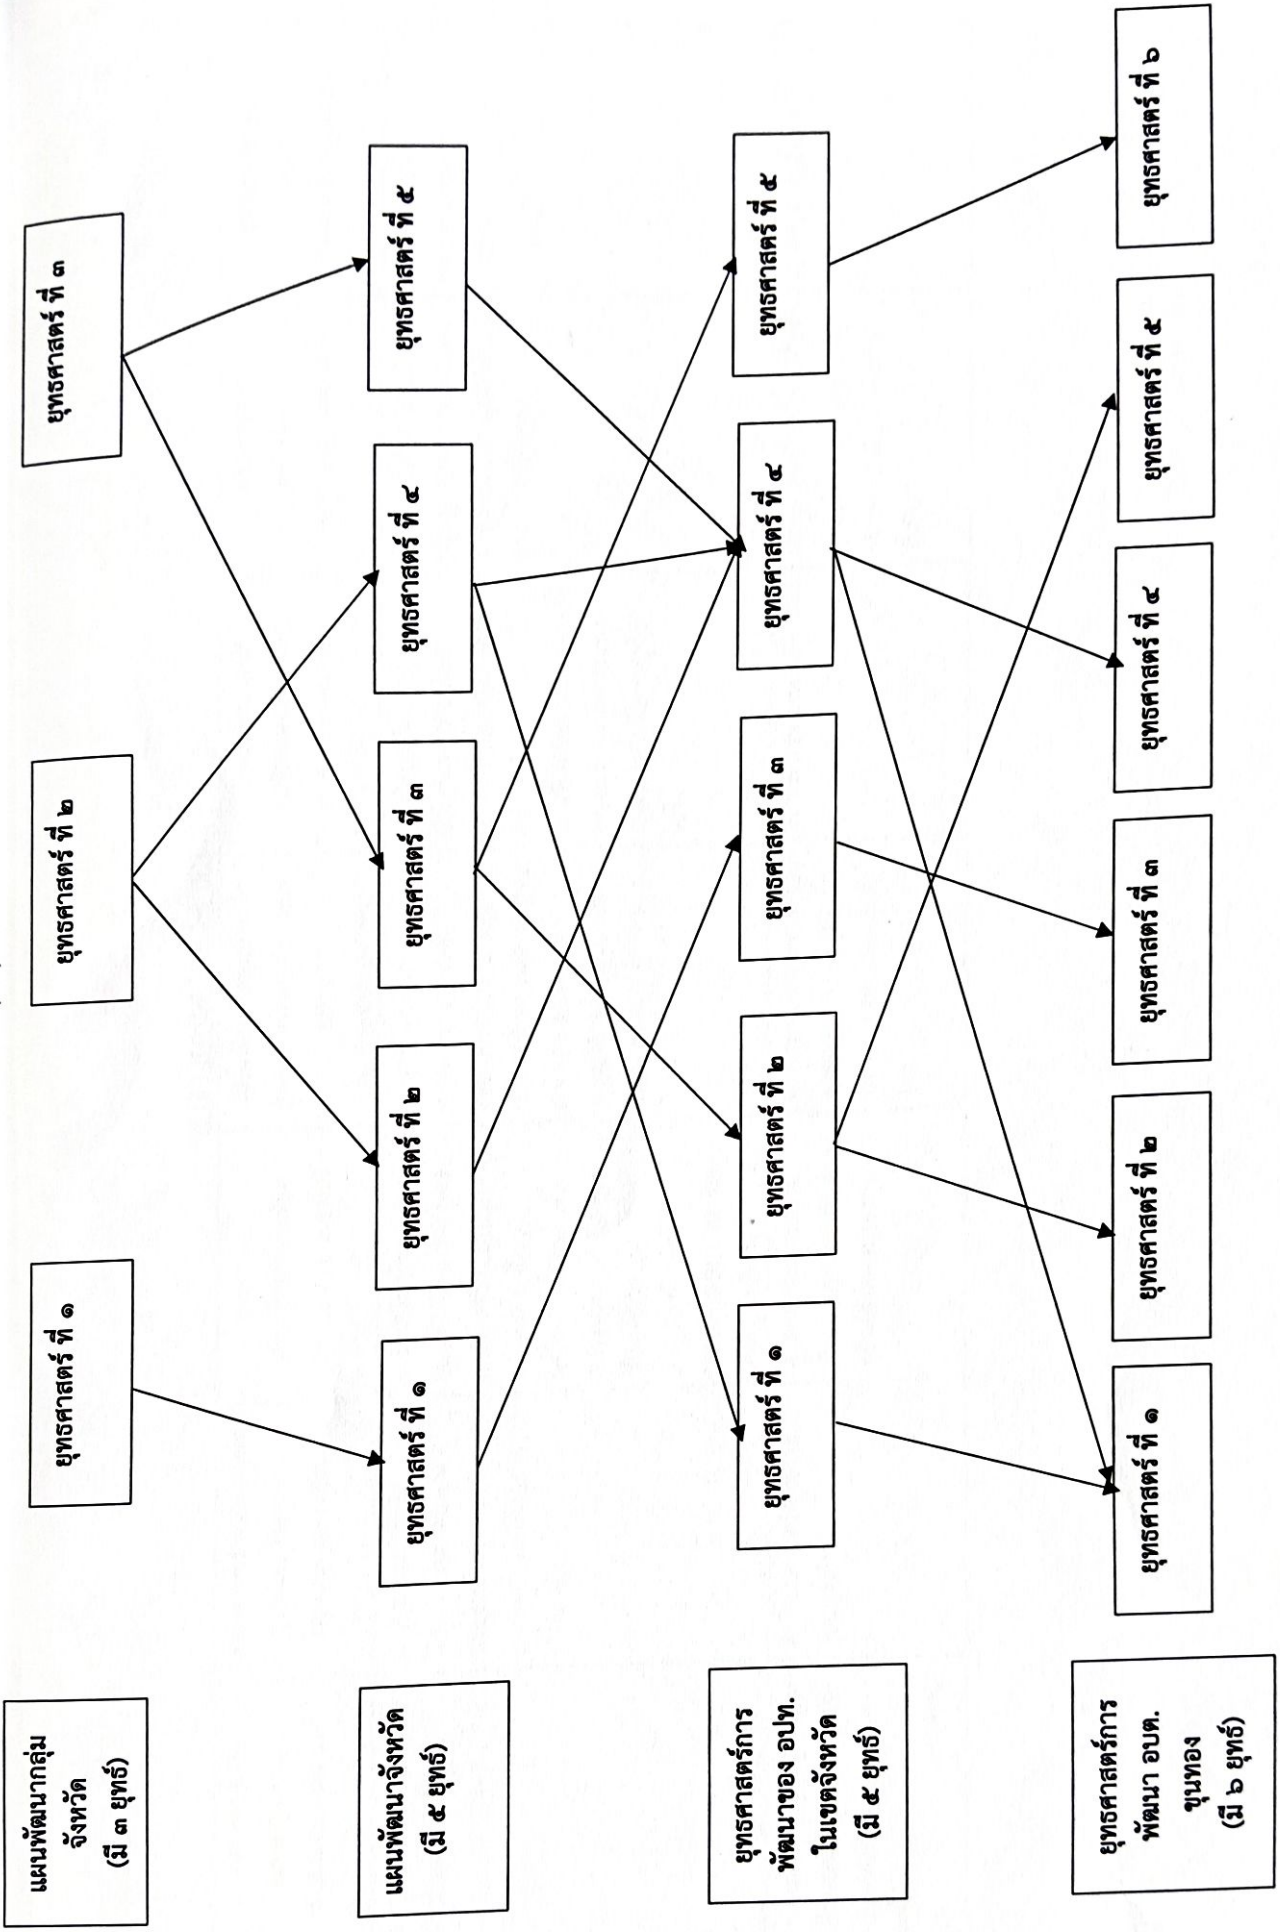 แผนพัฒนากลุ่ม
จังหวัด
(มี ๓ ยุทธ์)
ยุทธศาสตร์ ที่ ๑
ยุทธศาสตร์ ที่ ๒
ยุทธศาสตร์ ที่ ๓
แผนพัฒนาจังหวัด
(มี ๕ ยุทธ์)
ยุทธศาสตร์ ที่ ๑
ยุทธศาสตร์ ที่ ๒
ยุทธศาสตร์ ที่ ๓
ยุทธศาสตร์ ที่ ๔
ยุทธศาสตร์ ที่ ๕
ยุทธศาสตร์การ
พัฒนาของ อปท.
ในเขตจังหวัด
(มี ๕ ยุทธ์)
ยุทธศาสตร์ ที่ ๑
ยุทธศาสตร์ ที่ ๒
ยุทธศาสตร์ ที่ ๓
ยุทธศาสตร์ ที่ ๔
ยุทธศาสตร์ ที่ ๕
ยุทธศาสตร์การ
พัฒนา อบต.
ขุนทอง
(มี ๖ ยุทธ์)
ยุทธศาสตร์ ที่ ๑
ยุทธศาสตร์ ที่ ๒
ยุทธศาสตร์ ที่ ๓
ยุทธศาสตร์ ที่ ๔
ยุทธศาสตร์ ที่ ๕
ยุทธศาสตร์ ที่ ๖